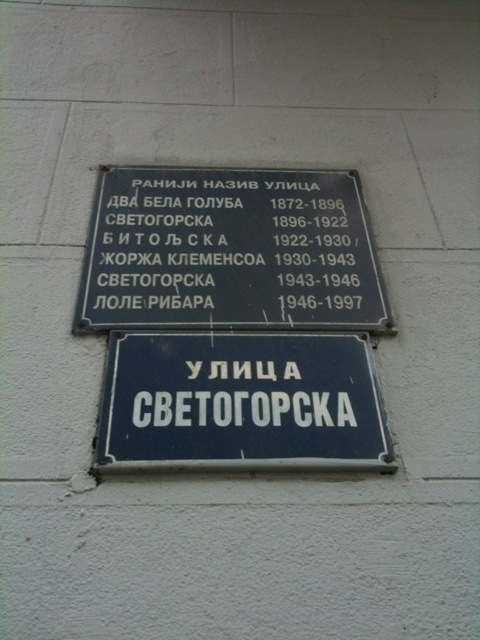 РАНИЈИ НАЗИВ УЛИЦА
ДВА БЕЛА ГОЛУБА 1872-1896
СВЕТОГОРСКА 1896-1922
БИТОЉСКА 1922-1930
ЖОРЖА КЛЕМЕНСОА 1930-1943
СВЕТОГОРСКА 1943-1946
ЛОЛЕ РИБАРА 1946-1997
УЛИЦА
СВЕТОГОРСКА